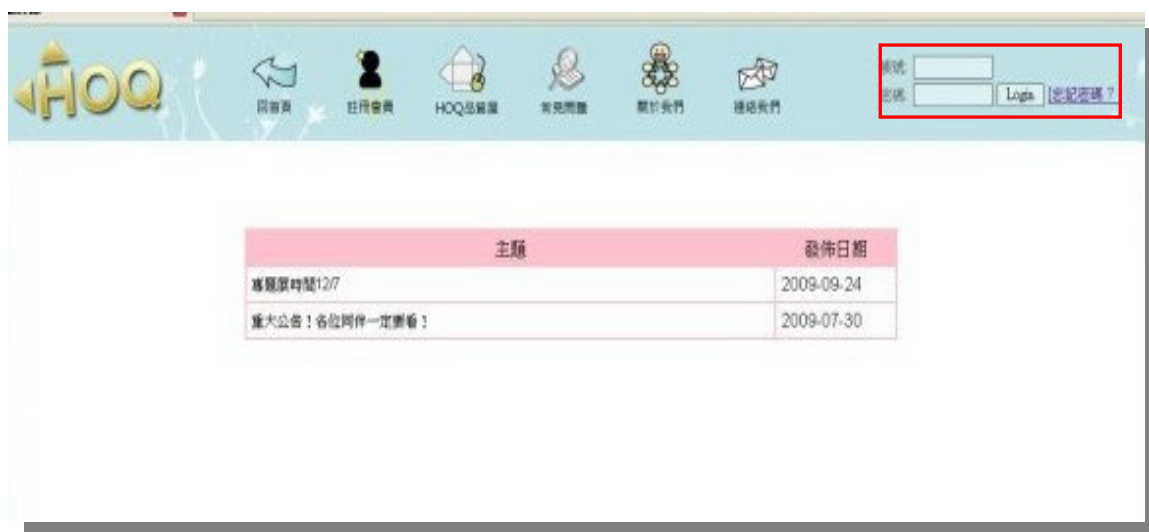 HOQ
回首頁
註冊會員
HOQ品質屋
常見問題
關於我們
連絡我們
帳號
密碼 Login [忘記密碼？
主題 發佈日期
專題展時間12/7 2009-09-24
重大公告！各位同伴一定要看！ 2009-07-30